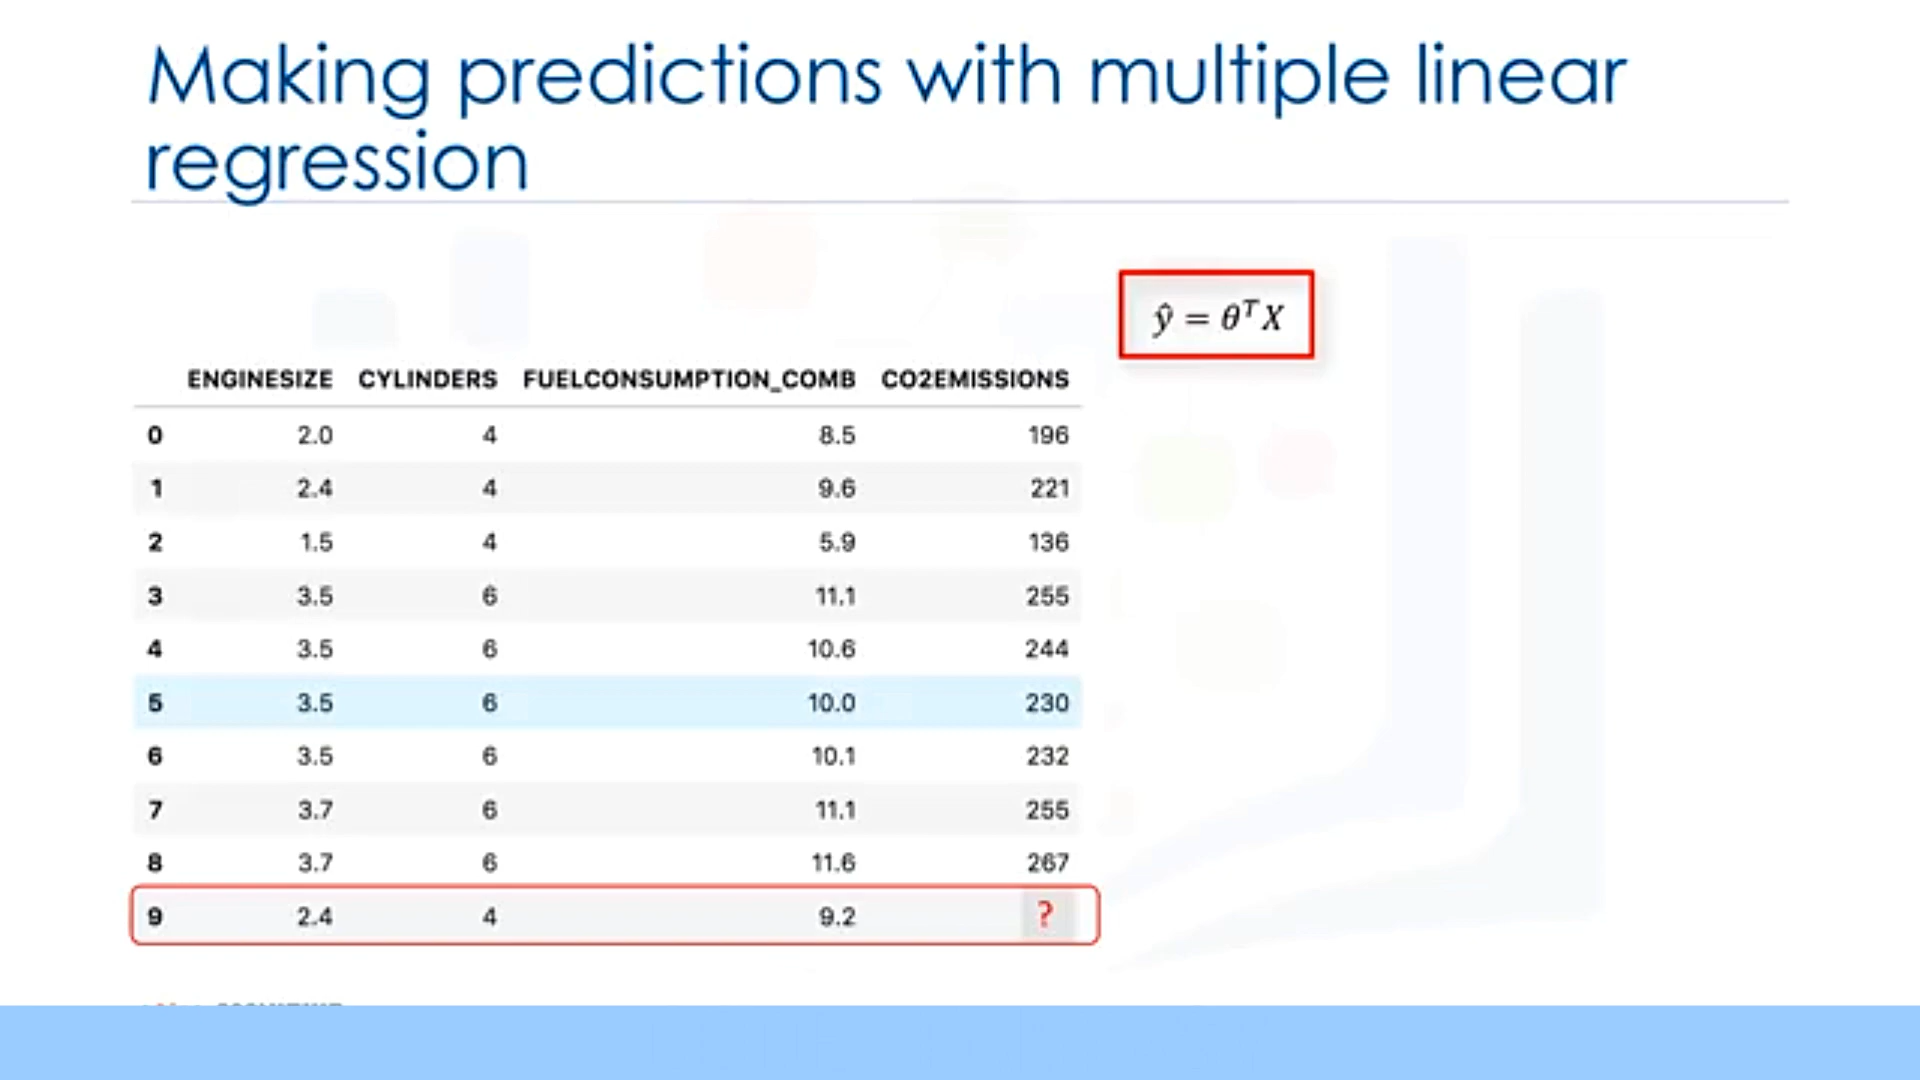 Making predictions with multiple linear
regression
ŷ = θᵀX
ENGINESIZE CYLINDERS FUELCONSUMPTION_COMB CO2EMISSIONS
0 2.0 4 8.5 196
1 2.4 4 9.6 221
2 1.5 4 5.9 136
3 3.5 6 11.1 255
4 3.5 6 10.6 244
5 3.5 6 10.0 230
6 3.5 6 10.1 232
7 3.7 6 11.1 255
8 3.7 6 11.6 267
9 2.4 4 9.2 ?